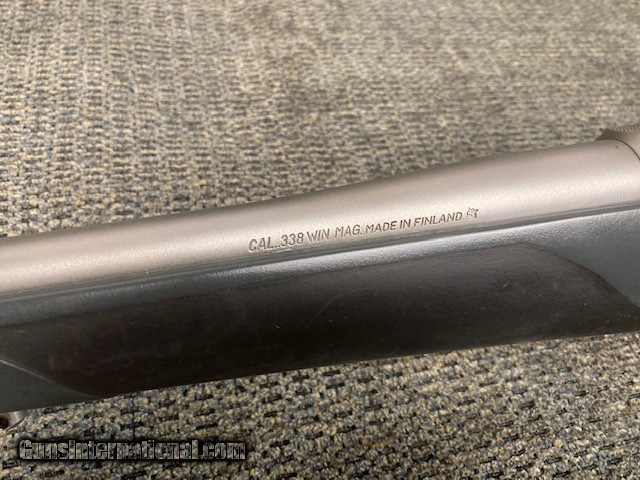 CAL..338 WIN MAG. MADE IN FINLAND
GunsInternational.com